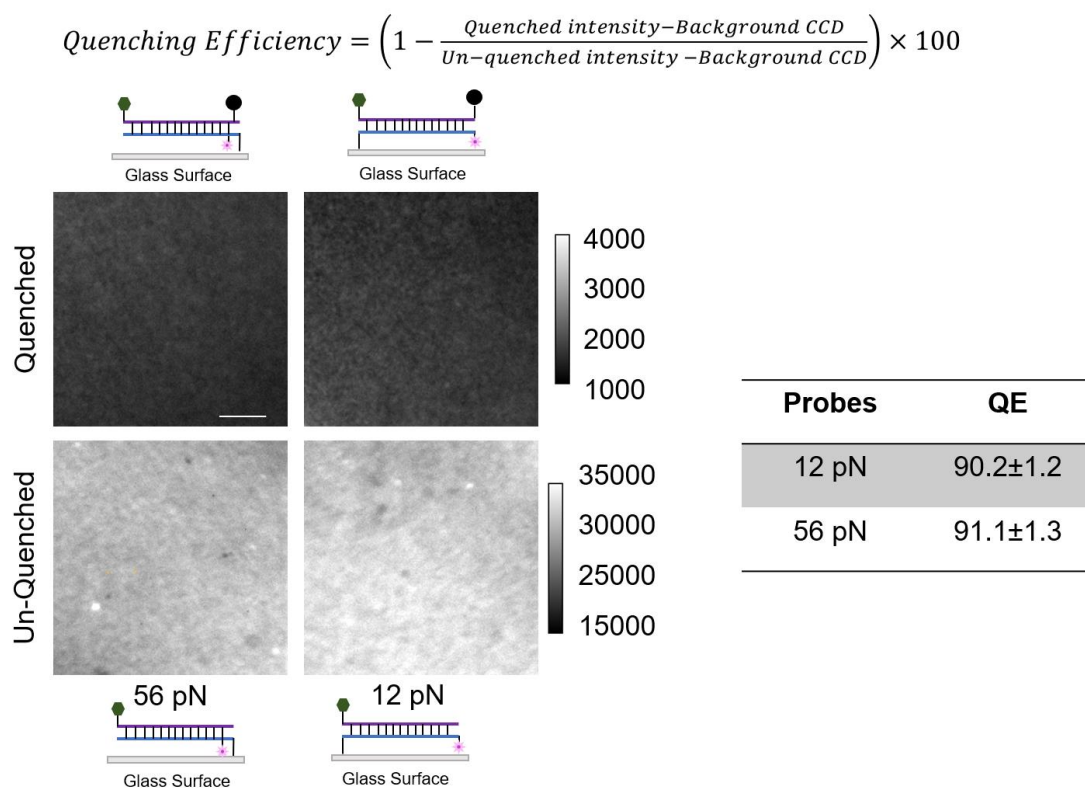 Quenching Efficiency = (1 − Quenched intensity−Background CCD / Un−quenched intensity −Background CCD) × 100
Glass Surface
Glass Surface
Quenched
4000
3000
2000
1000
Un-Quenched
35000
30000
25000
15000
Probes QE
12 pN 90.2±1.2
56 pN 91.1±1.3
56 pN
12 pN
Glass Surface
Glass Surface